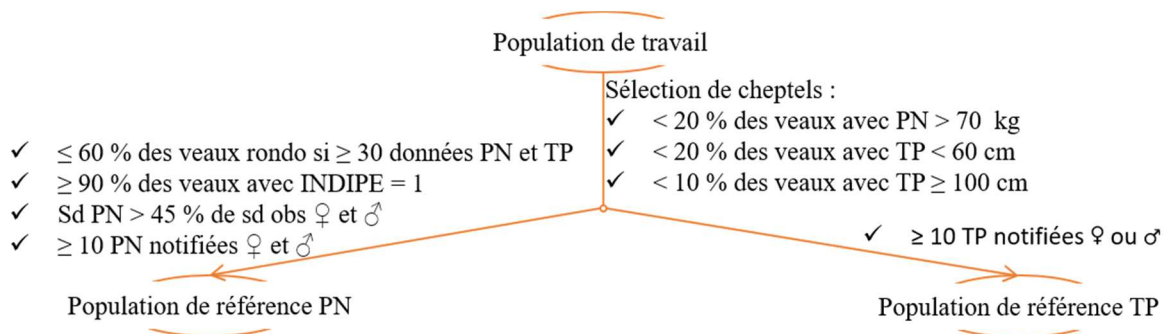 Population de travail
Sélection de cheptels :
✓ < 20 % des veaux avec PN > 70 kg
✓ < 20 % des veaux avec TP < 60 cm
✓ < 10 % des veaux avec TP ≥ 100 cm
✓ ≤ 60 % des veaux rondo si ≥ 30 données PN et TP
✓ ≥ 90 % des veaux avec INDIPE = 1
✓ Sd PN > 45 % de sd obs ♀ et ♂
✓ ≥ 10 PN notifiées ♀ et ♂
✓ ≥ 10 TP notifiées ♀ ou ♂
Population de référence PN
Population de référence TP